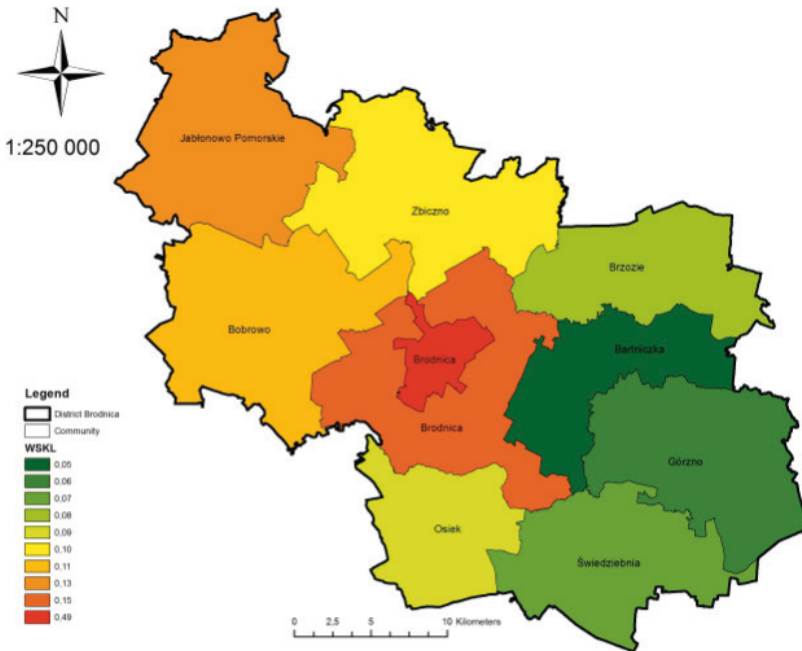 N
1:250 000
Jabłonowo Pomorskie
Zbiczno
Brzozie
Bobrowo
Bartniczka
Brodnica
Brodnica
Górzno
Osiek
Świedziebnia
Legend
District Brodnica
Community
WSKL
0,05
0,06
0,07
0,08
0,09
0,10
0,11
0,13
0,15
0,49
0 2,5 5 10 Kilometers